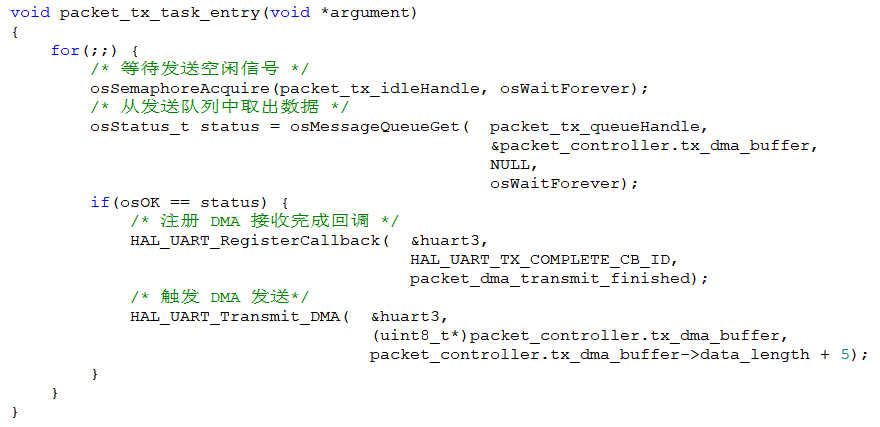 void packet_tx_task_entry(void *argument)
{
    for(;;) {
        /* 等待发送空闲信号 */
        osSemaphoreAcquire(packet_tx_idleHandle, osWaitForever);
        /* 从发送队列中取出数据 */
        osStatus_t status = osMessageQueueGet(  packet_tx_queueHandle,
                                                &packet_controller.tx_dma_buffer,
                                                NULL,
                                                osWaitForever);
        if(osOK == status) {
            /* 注册 DMA 接收完成回调 */
            HAL_UART_RegisterCallback(  &huart3,
                                        HAL_UART_TX_COMPLETE_CB_ID,
                                        packet_dma_transmit_finished);
            /* 触发 DMA 发送*/
            HAL_UART_Transmit_DMA(  &huart3,
                                    (uint8_t*)packet_controller.tx_dma_buffer,
                                    packet_controller.tx_dma_buffer->data_length + 5);
        }
    }
}